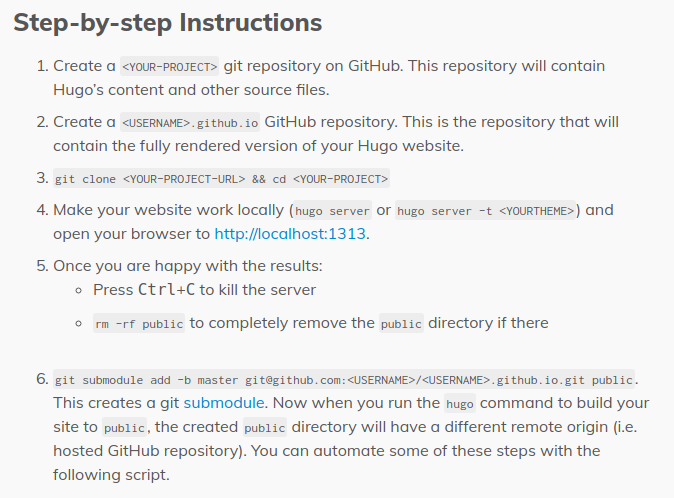 Step-by-step Instructions
1. Create a <YOUR-PROJECT> git repository on GitHub. This repository will contain
Hugo's content and other source files.
2. Create a <USERNAME>.github.io GitHub repository. This is the repository that will
contain the fully rendered version of your Hugo website.
3. git clone <YOUR-PROJECT-URL> && cd <YOUR-PROJECT>
4. Make your website work locally (hugo server or hugo server -t <YOURTHEME>) and
open your browser to http://localhost:1313.
5. Once you are happy with the results:
◦ Press Ctrl+C to kill the server
◦ rm -rf public to completely remove the public directory if there
6. git submodule add -b master git@github.com:<USERNAME>/<USERNAME>.github.io.git public.
This creates a git submodule. Now when you run the hugo command to build your
site to public, the created public directory will have a different remote origin (i.e.
hosted GitHub repository). You can automate some of these steps with the
following script.